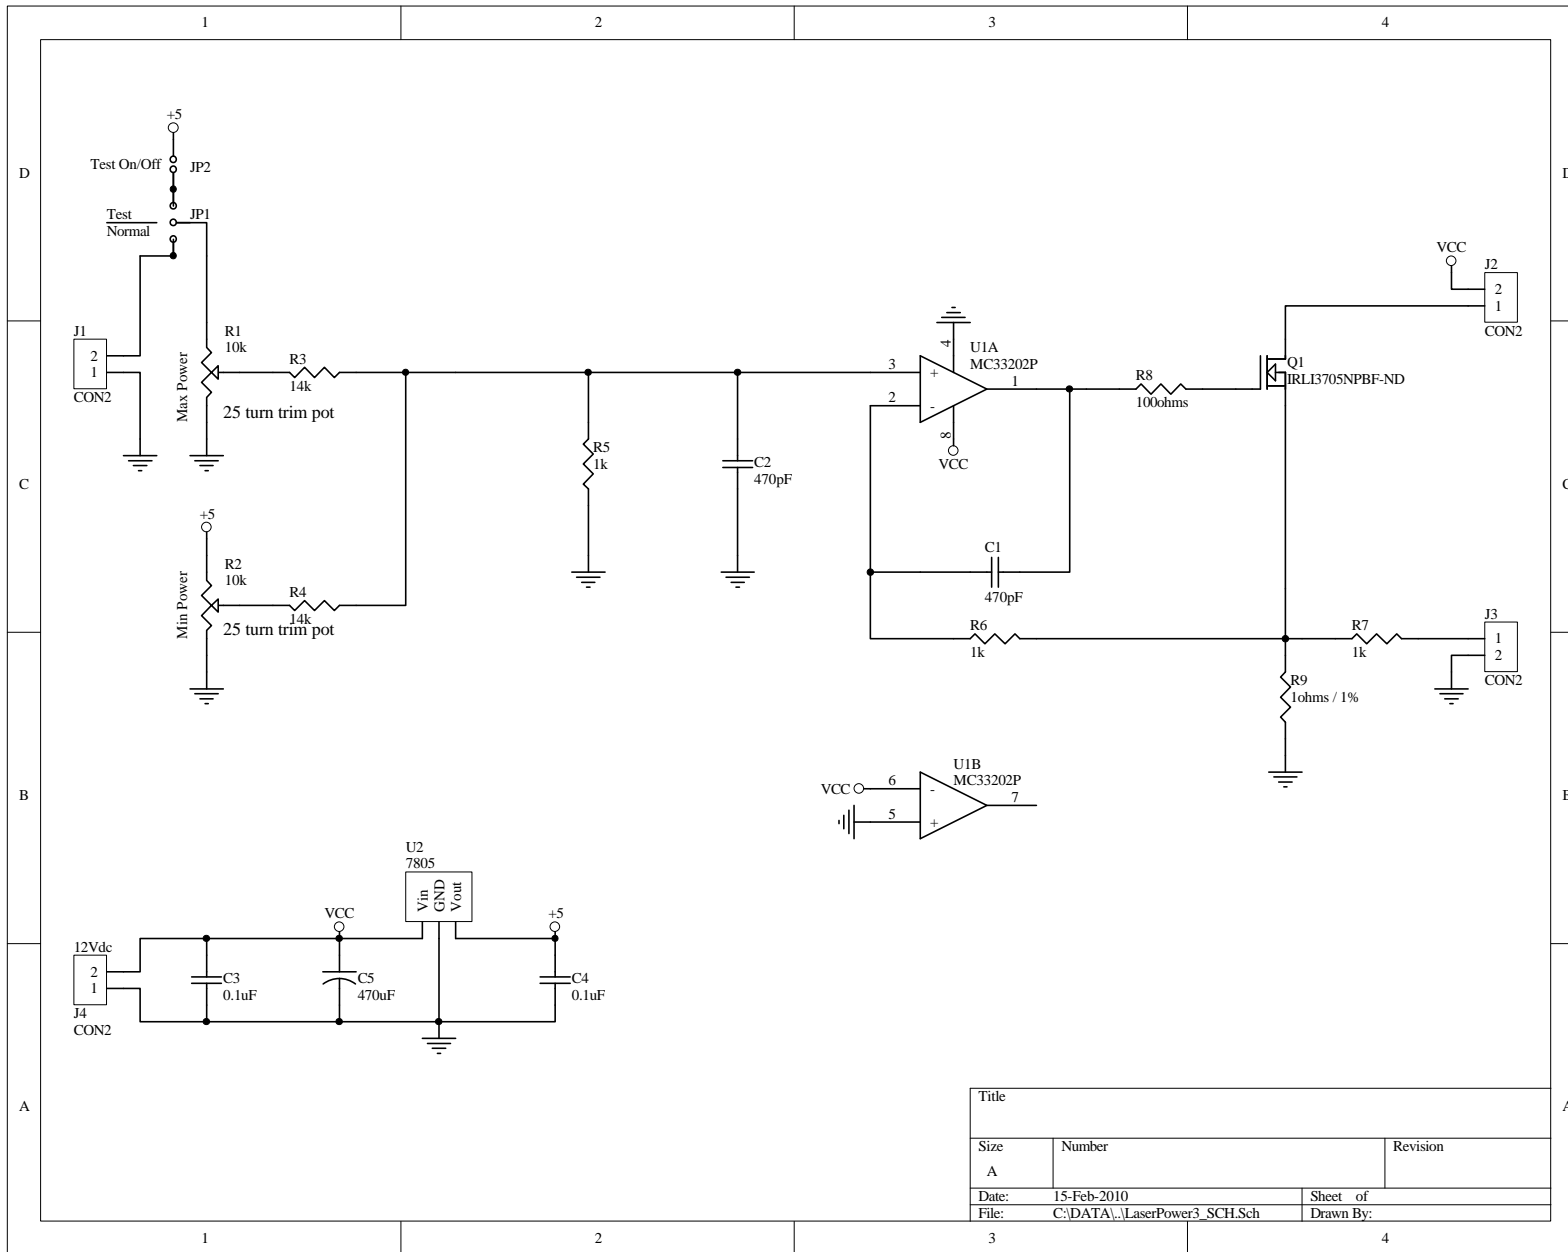 1 2 3 4
D
D
+5
Test On/Off
JP2
Test
JP1
Normal
VCC
J2
2
1
CON2
J1
2
1
CON2
R1
10k
Max Power
25 turn trim pot
R3
14k
R5
1k
C2
470pF
4
U1A
MC33202P
3
+
1
2
-
8
VCC
R8
100ohms
Q1
IRLI3705NPBF-ND
C
C
+5
R2
10k
Min Power
25 turn trim pot
R4
14k
C1
470pF
R6
1k
R7
1k
J3
1
2
CON2
R9
1ohms / 1%
B
B
U1B
MC33202P
VCC
6
-
7
5
+
U2
7805
Vin
GND
Vout
VCC
+5
12Vdc
2
1
J4
CON2
C3
0.1uF
C5
470uF
C4
0.1uF
A
A
Title
Size
Number
Revision
A
Date:
15-Feb-2010
Sheet of
File:
C:\DATA\..\LaserPower3_SCH.Sch
Drawn By:
1 2 3 4